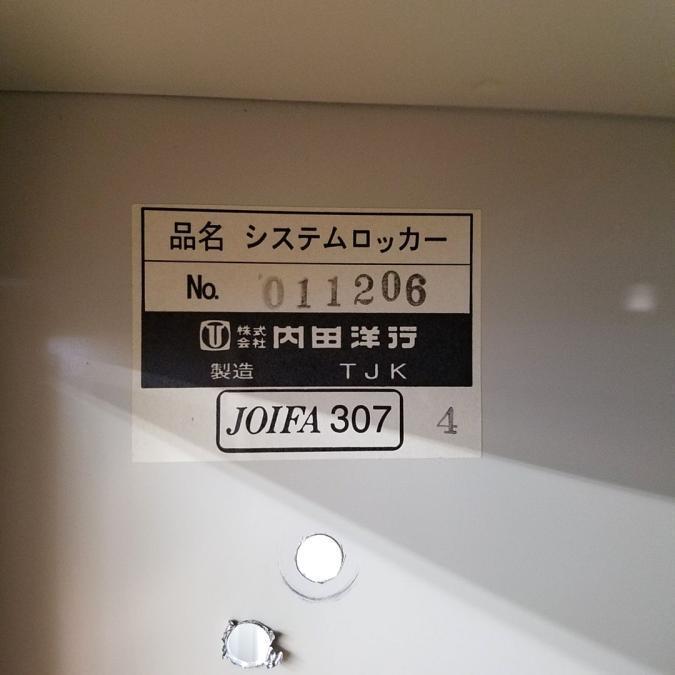 品名 システムロッカー
No. 011206
株式会社 内田洋行
製造 TJK
JOIFA 307 4